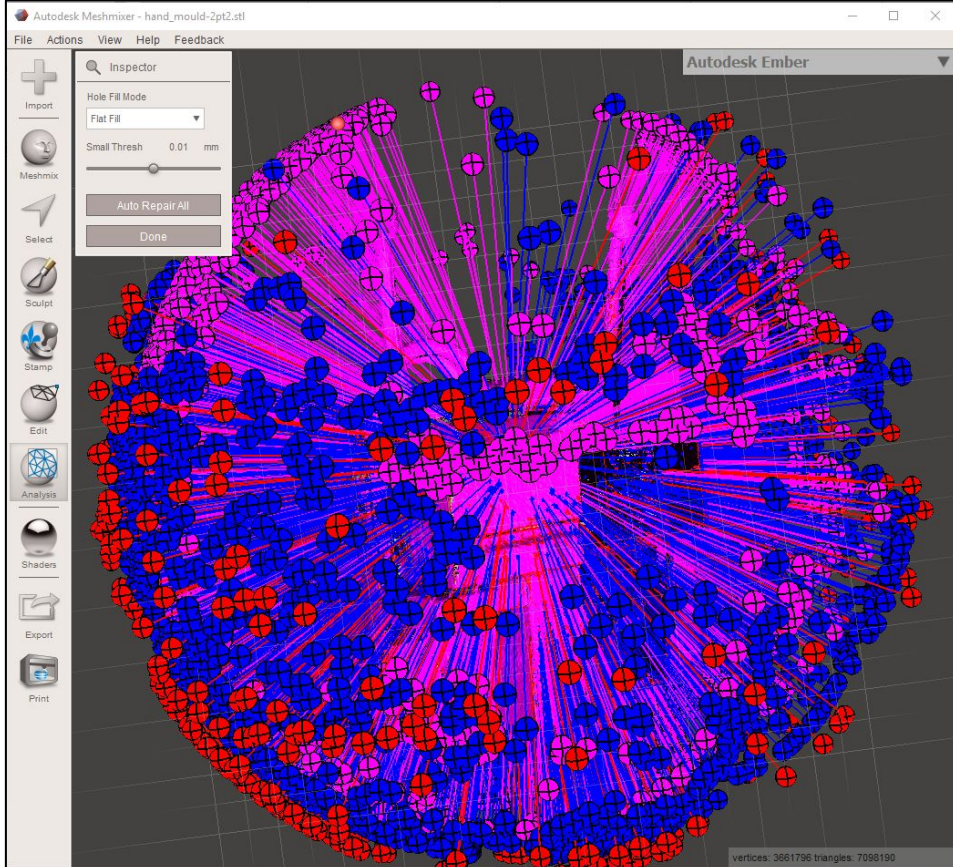 Autodesk Meshmixer - hand_mould-2pt2.stl
File Actions View Help Feedback
Import
Meshmix
Select
Sculpt
Stamp
Edit
Analysis
Shaders
Export
Print
Inspector
Hole Fill Mode
Flat Fill
Small Thresh 0.01 mm
Auto Repair All
Done
Autodesk Ember
vertices: 3661796 triangles: 7098190